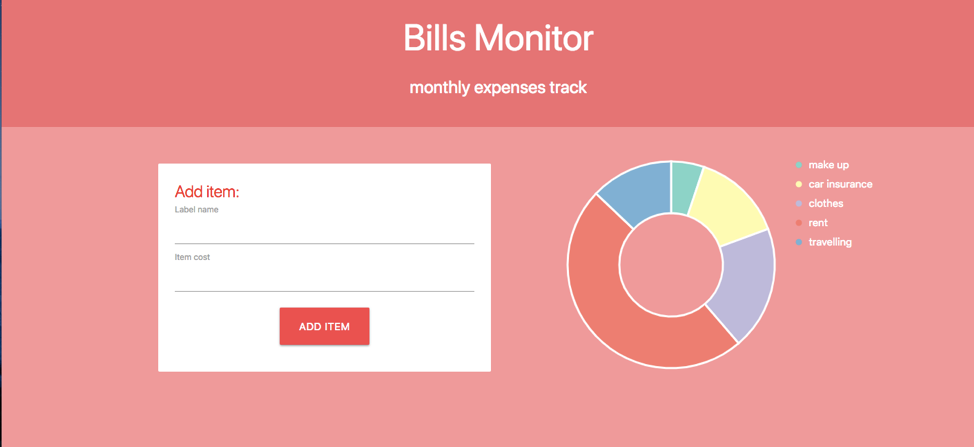 Bills Monitor
monthly expenses track
Add item:
Label name
Item cost
ADD ITEM
make up
car insurance
clothes
rent
travelling